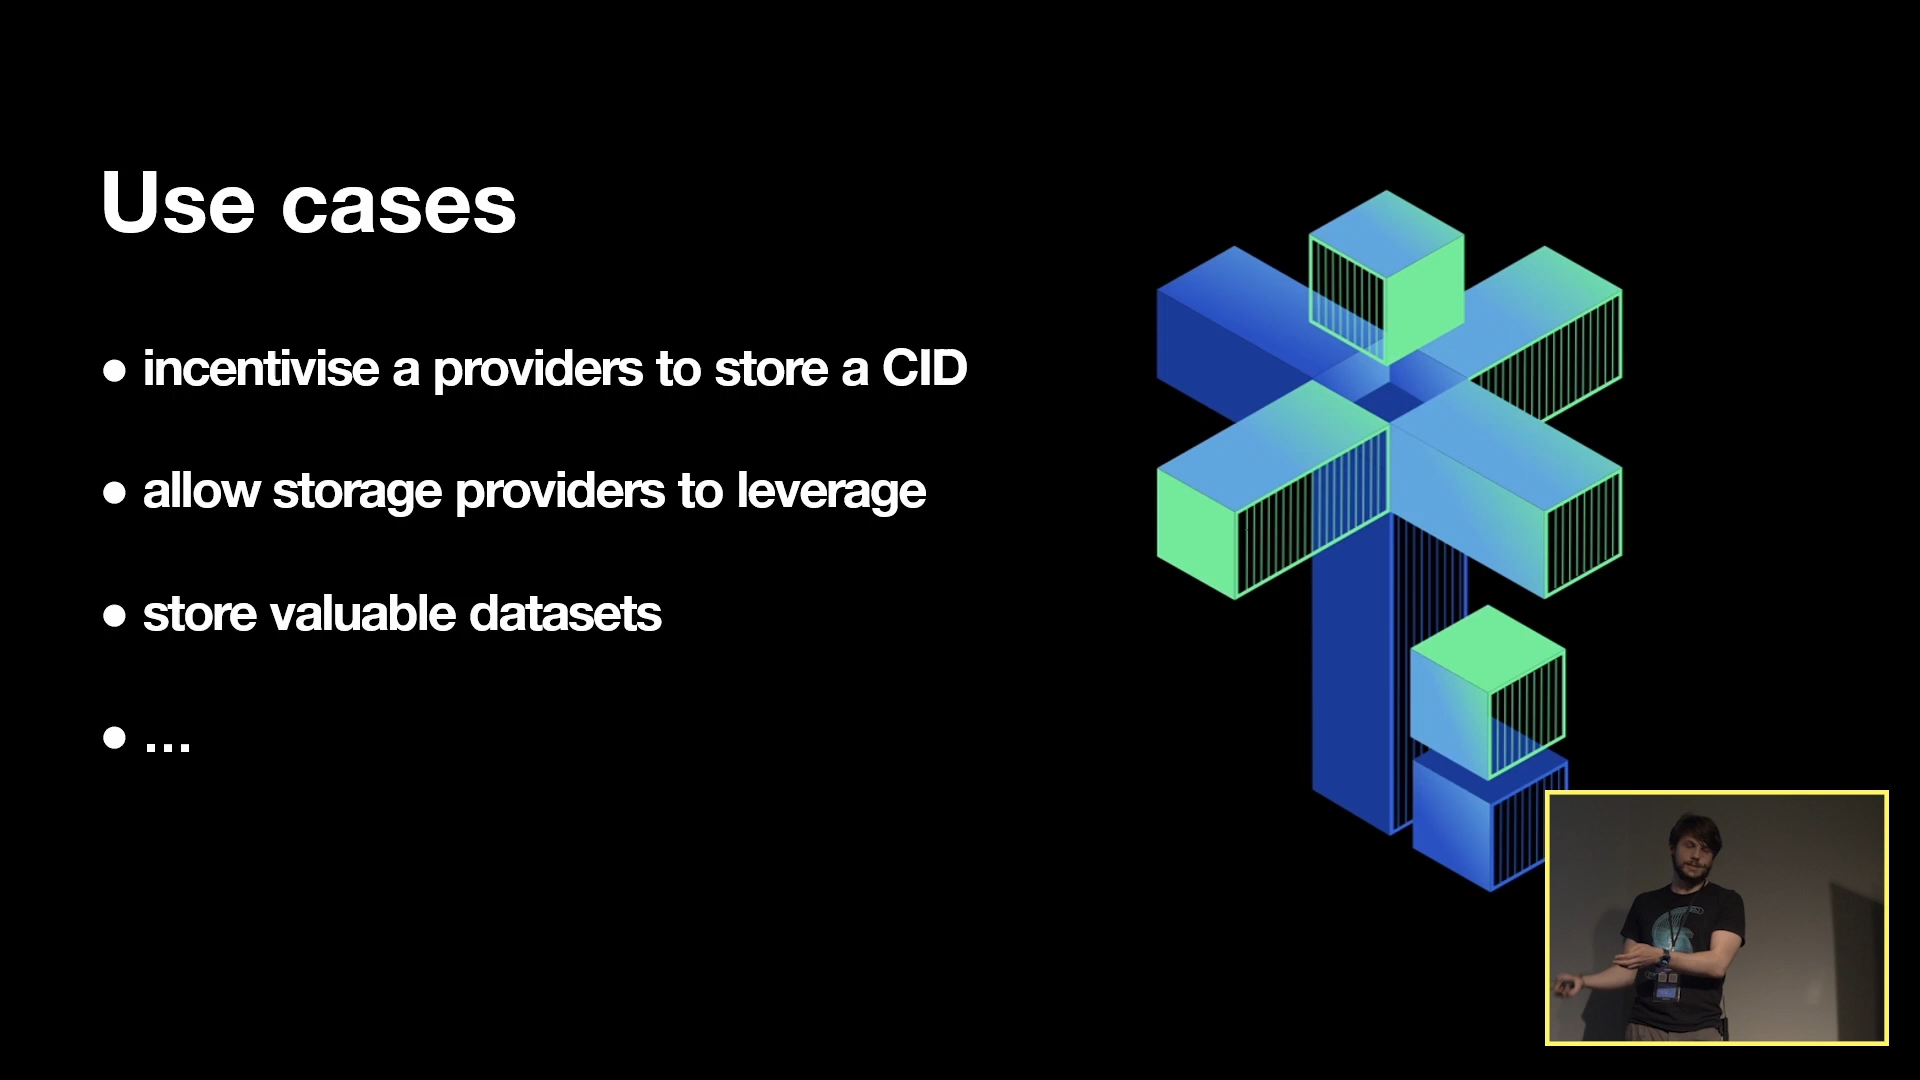 Use cases
● incentivise a providers to store a CID
● allow storage providers to leverage
● store valuable datasets
● ...